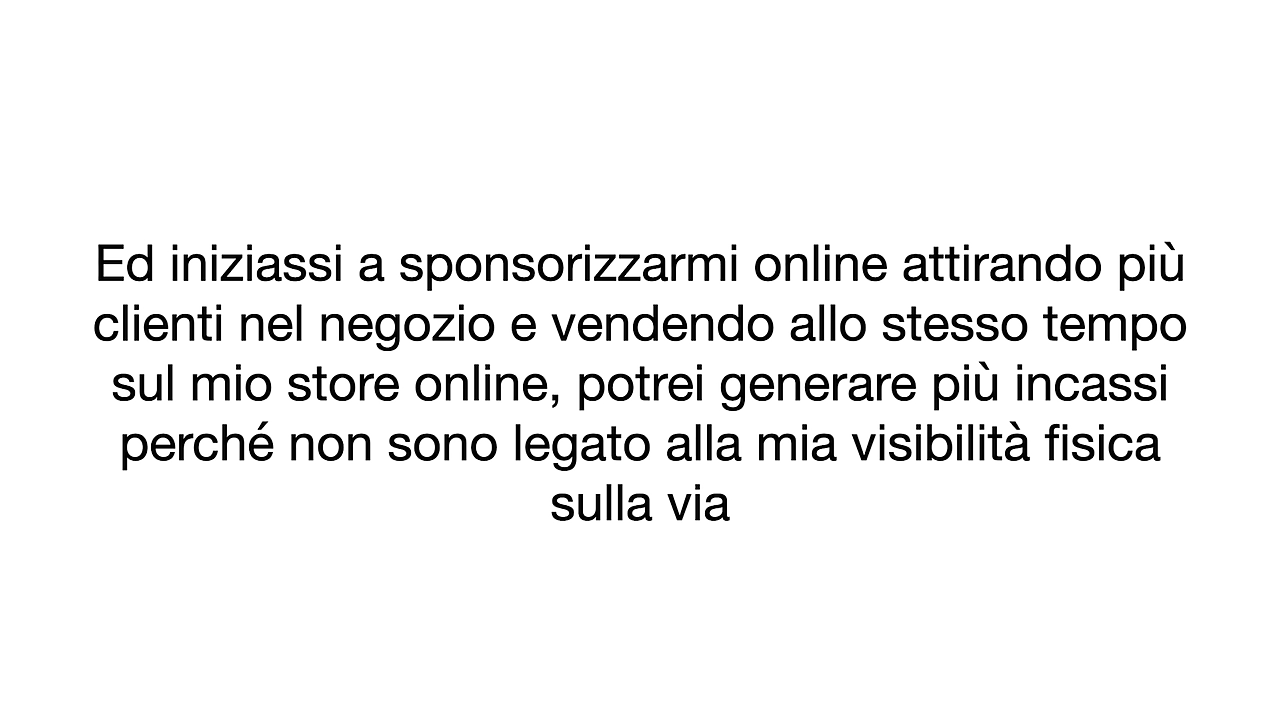 Ed iniziassi a sponsorizzarmi online attirando più
clienti nel negozio e vendendo allo stesso tempo
sul mio store online, potrei generare più incassi
perché non sono legato alla mia visibilità fisica
sulla via